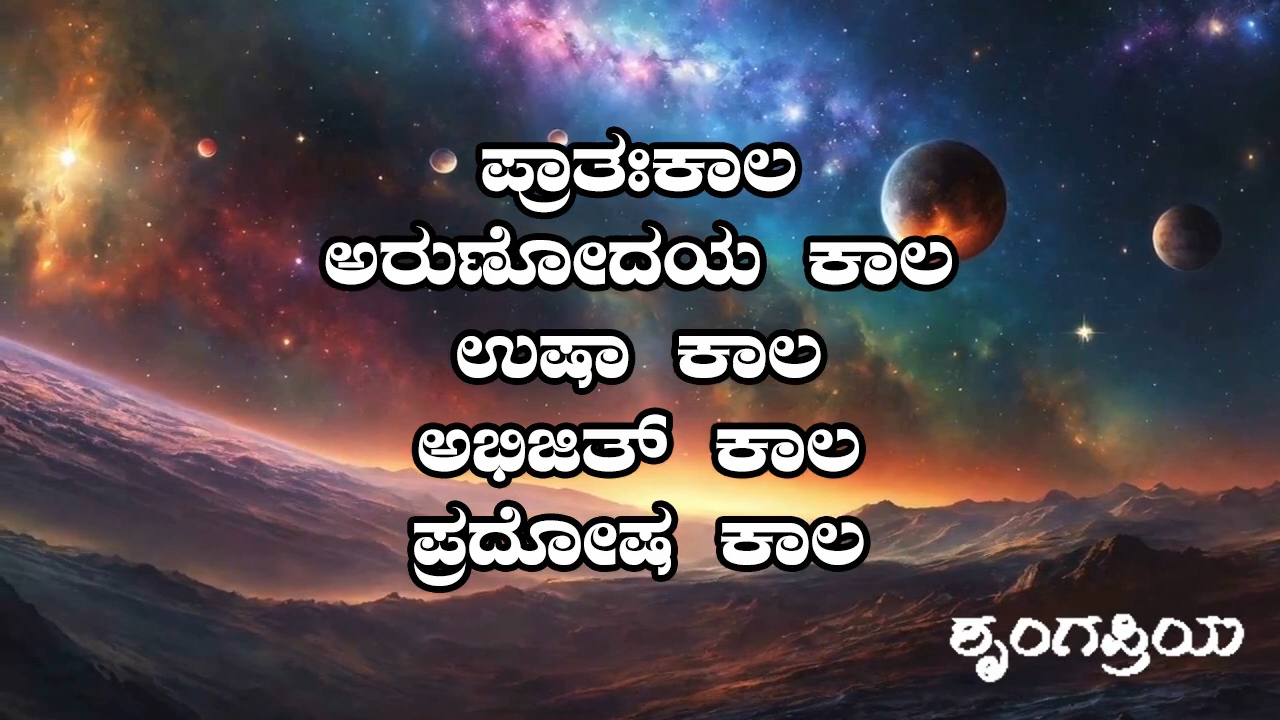 ಪ್ರಾತಃಕಾಲ
ಅರುಣೋದಯ ಕಾಲ
ಉಷಾ ಕಾಲ
ಅಭಿಜಿತ್ ಕಾಲ
ಪ್ರದೋಷ ಕಾಲ
ಶೃಂಗಪ್ರಿಯ